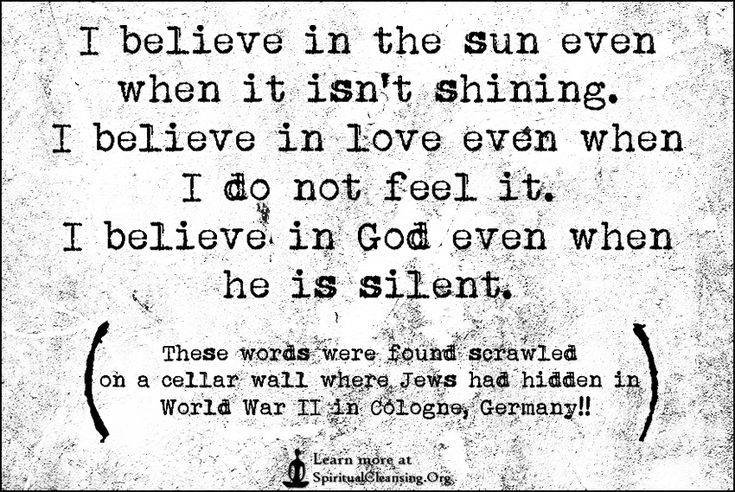 I believe in the sun even
when it isn't shining.
I believe in love even when
I do not feel it.
I believe in God even when
he is silent.
(These words were found scrawled
on a cellar wall where Jews had hidden in
World War II in Cologne, Germany!!)
Learn more at
SpiritualCleansing.Org